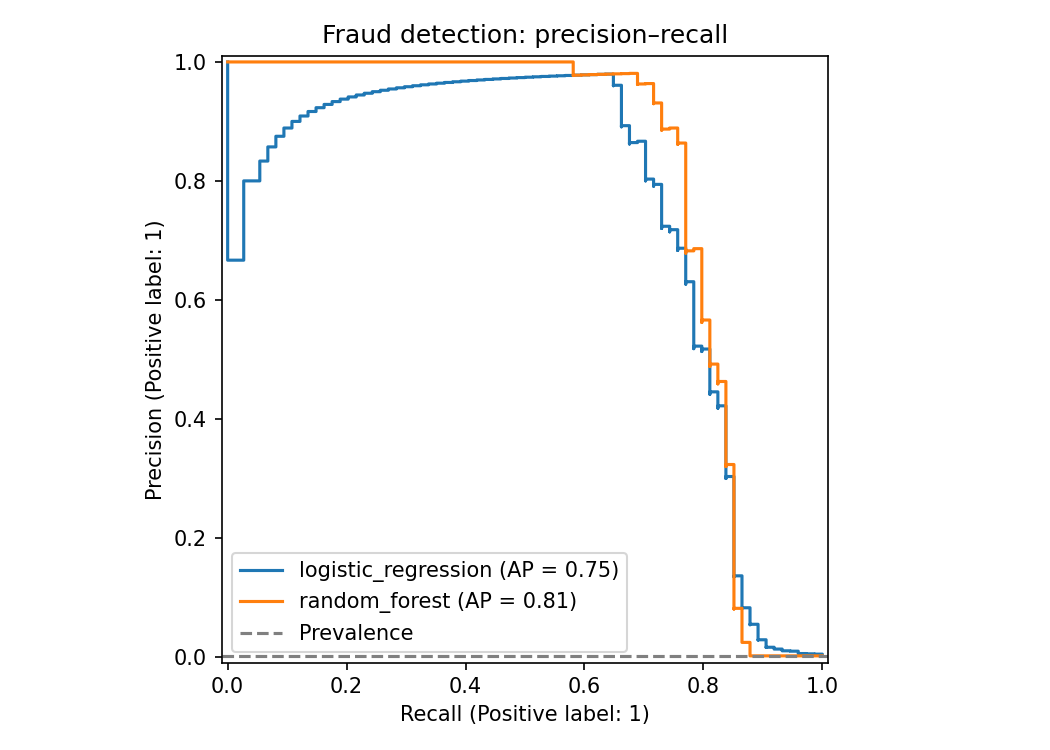 Fraud detection: precision–recall
1.0
0.8
0.6
0.4
0.2
0.0
Precision (Positive label: 1)
logistic_regression (AP = 0.75)
random_forest (AP = 0.81)
Prevalence
0.0 0.2 0.4 0.6 0.8 1.0
Recall (Positive label: 1)